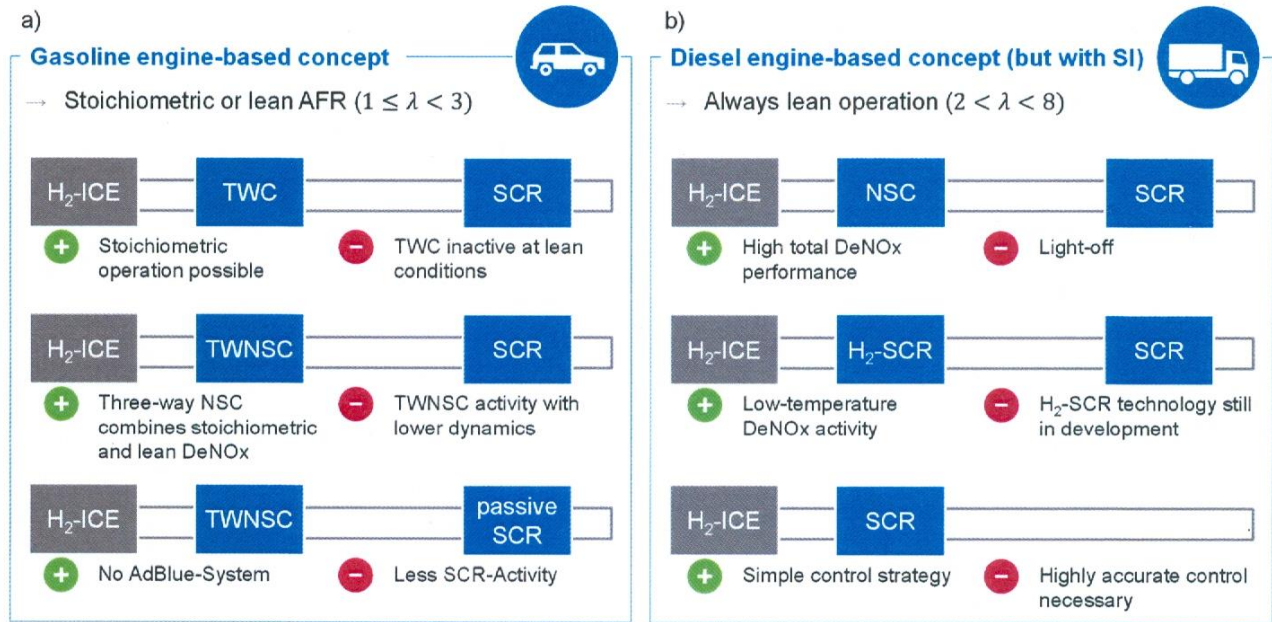 a)
Gasoline engine-based concept
→ Stoichiometric or lean AFR (1 ≤ λ < 3)
H₂-ICE
TWC
SCR
+
Stoichiometric
operation possible
−
TWC inactive at lean
conditions
H₂-ICE
TWNSC
SCR
+
Three-way NSC
combines stoichiometric
and lean DeNOx
−
TWNSC activity with
lower dynamics
H₂-ICE
TWNSC
passive
SCR
+
No AdBlue-System
−
Less SCR-Activity
b)
Diesel engine-based concept (but with SI)
→ Always lean operation (2 < λ < 8)
H₂-ICE
NSC
SCR
+
High total DeNOx
performance
−
Light-off
H₂-ICE
H₂-SCR
SCR
+
Low-temperature
DeNOx activity
−
H₂-SCR technology still
in development
H₂-ICE
SCR
+
Simple control strategy
−
Highly accurate control
necessary